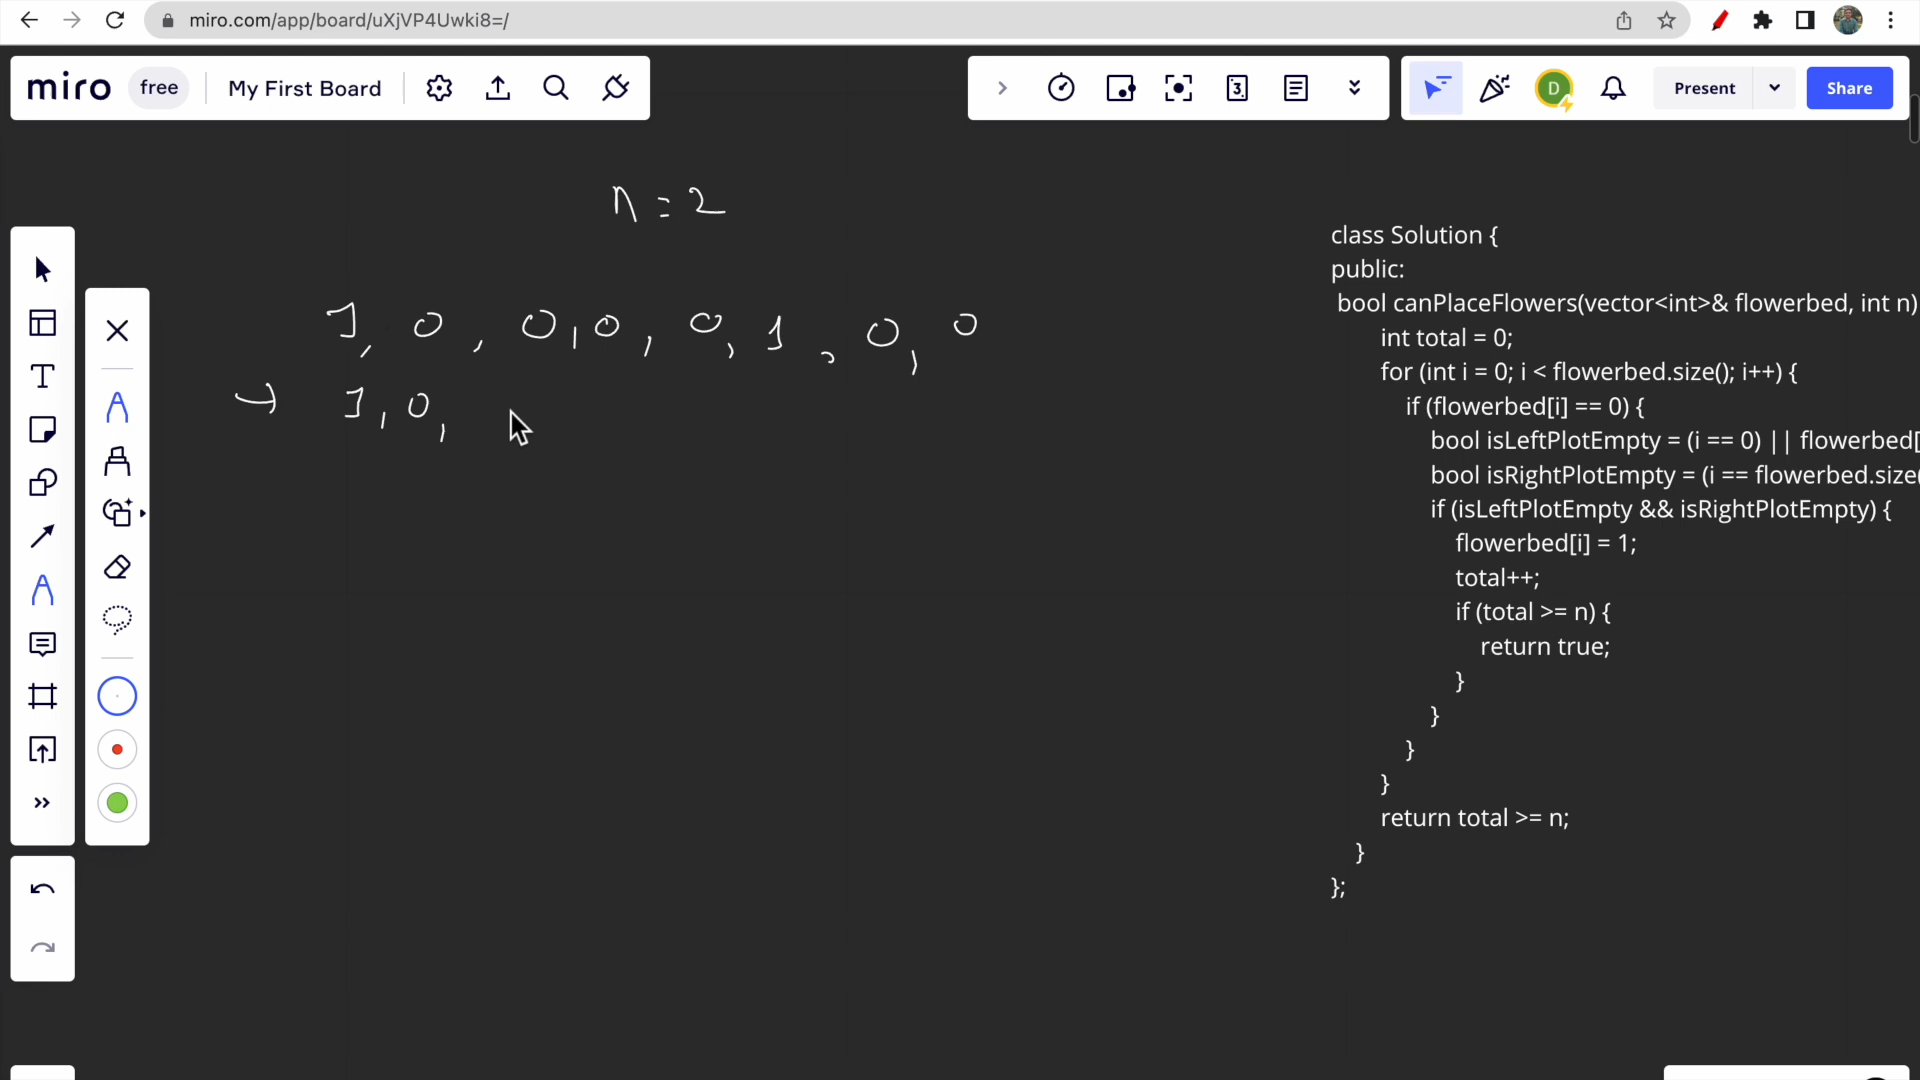 miro.com/app/board/uXjVP4Uwki8=/
miro
free
My First Board
3
D
Present
Share
n = 2
1, 0, 0, 0, 0, 1, 0, 0
→ 1, 0,
T
class Solution {
public:
bool canPlaceFlowers(vector<int>& flowerbed, int n)
int total = 0;
for (int i = 0; i < flowerbed.size(); i++) {
if (flowerbed[i] == 0) {
bool isLeftPlotEmpty = (i == 0) || flowerbed[
bool isRightPlotEmpty = (i == flowerbed.size(
if (isLeftPlotEmpty && isRightPlotEmpty) {
flowerbed[i] = 1;
total++;
if (total >= n) {
return true;
}
}
}
}
return total >= n;
}
};